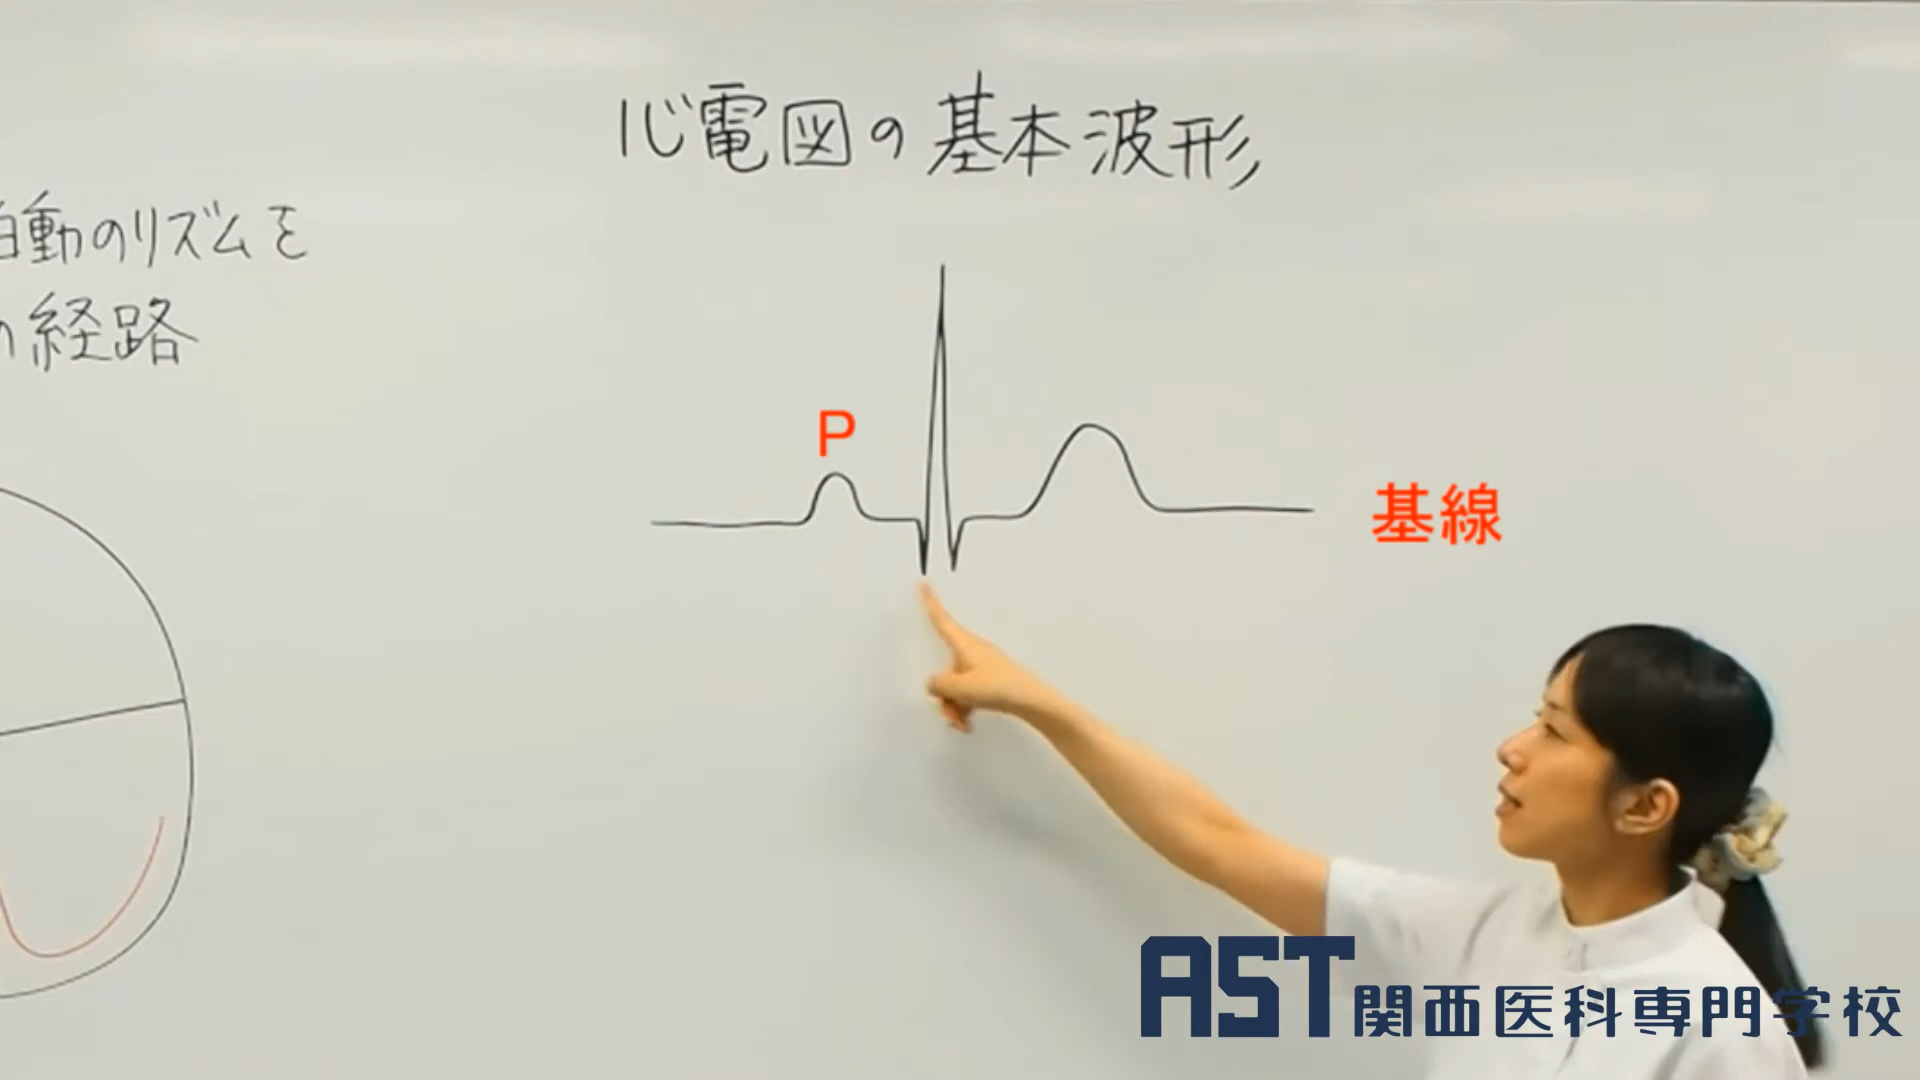 心電図の基本波形
自動のリズムを
の経路
P
基線
AST関西医科専門学校